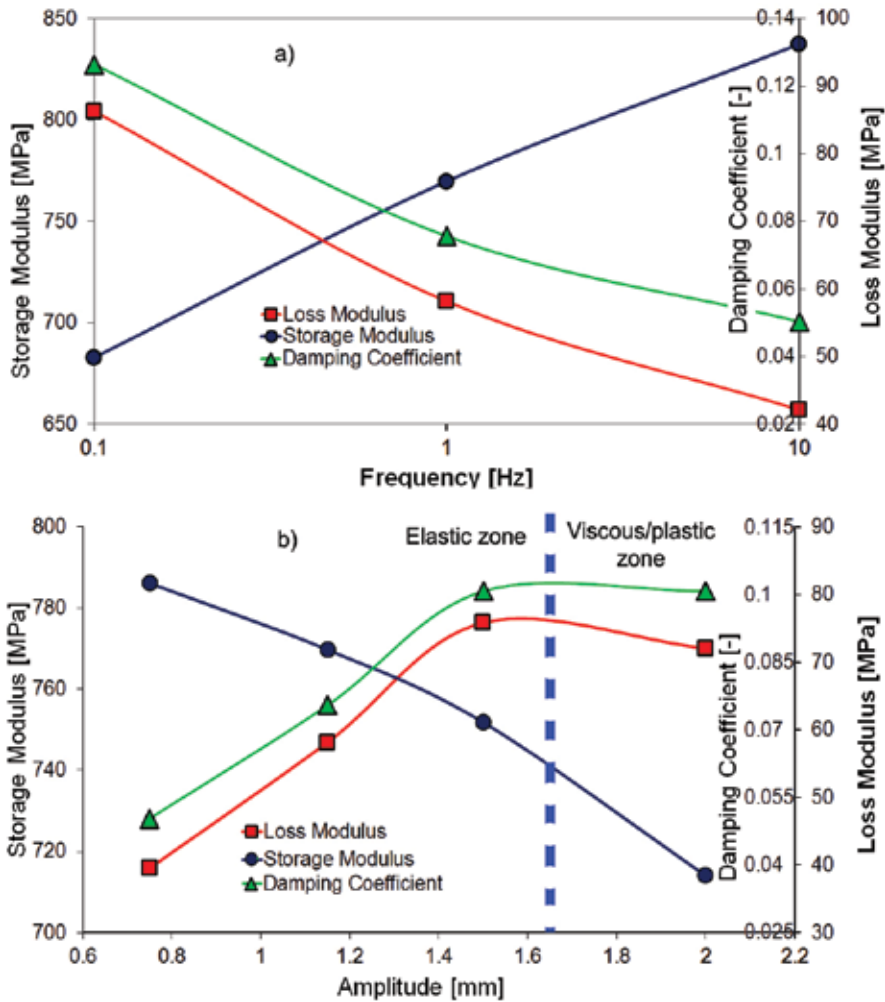 a)
Storage Modulus [MPa]
850
800
750
700
650
Damping Coefficient [-]
0.14
0.12
0.1
0.08
0.06
0.04
0.02
Loss Modulus [MPa]
100
90
80
70
60
50
40
Loss Modulus
Storage Modulus
Damping Coefficient
0.1
1
10
Frequency [Hz]
b)
Elastic zone
Viscous/plastic
zone
Storage Modulus [MPa]
800
780
760
740
720
700
Damping Coefficient [-]
0.115
0.1
0.085
0.07
0.055
0.04
0.025
Loss Modulus [MPa]
90
80
70
60
50
40
30
Loss Modulus
Storage Modulus
Damping Coefficient
0.6
0.8
1
1.2
1.4
1.6
1.8
2
2.2
Amplitude [mm]